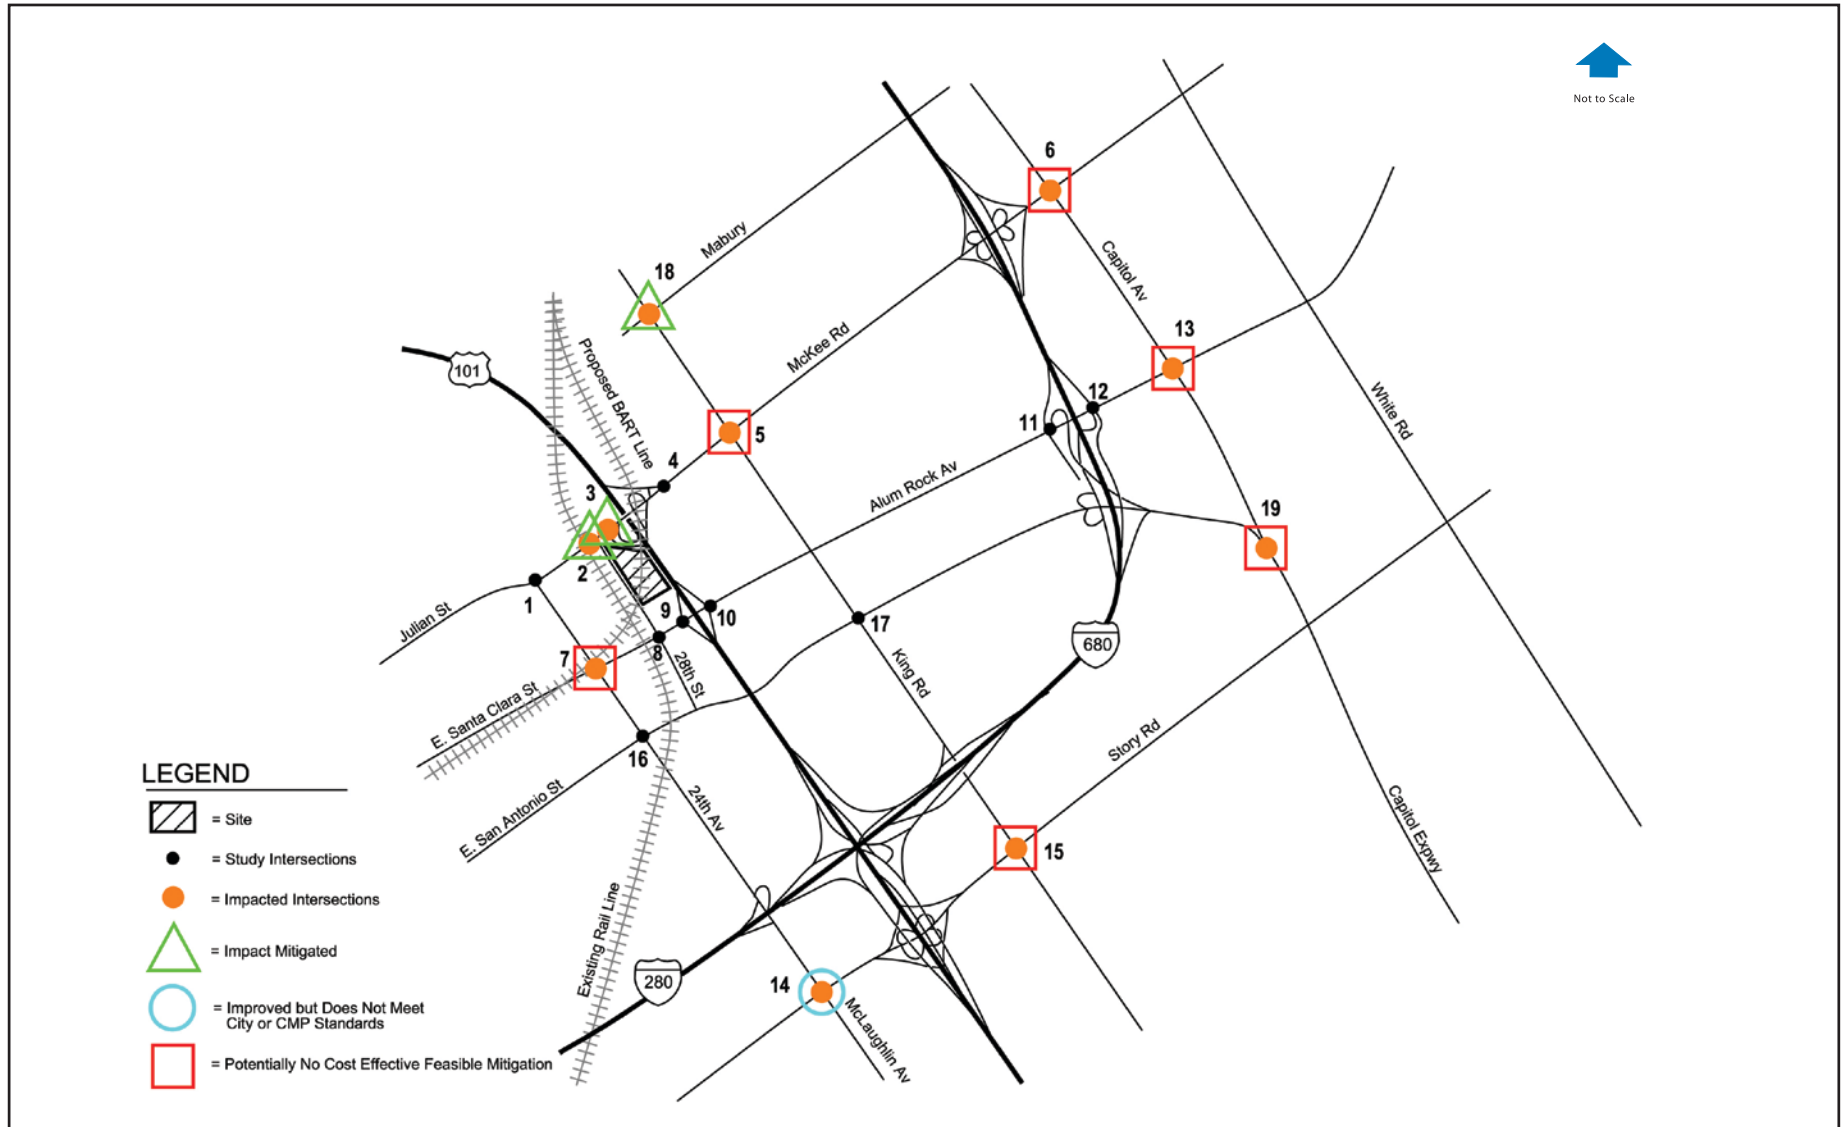 Not to Scale
6
18
Mabury
Capitol Av
Proposed BART Line
McKee Rd
13
101
12
White Rd
11
5
4
Alum Rock Av
3
19
2
1
9
10
Julian St
17
8
7
28th St
King Rd
680
E. Santa Clara St
16
Story Rd
24th Av
E. San Antonio St
Capitol Expwy
15
Existing Rail Line
280
14
McLaughlin Av
LEGEND
= Site
= Study Intersections
= Impacted Intersections
= Impact Mitigated
= Improved but Does Not Meet
City or CMP Standards
= Potentially No Cost Effective Feasible Mitigation